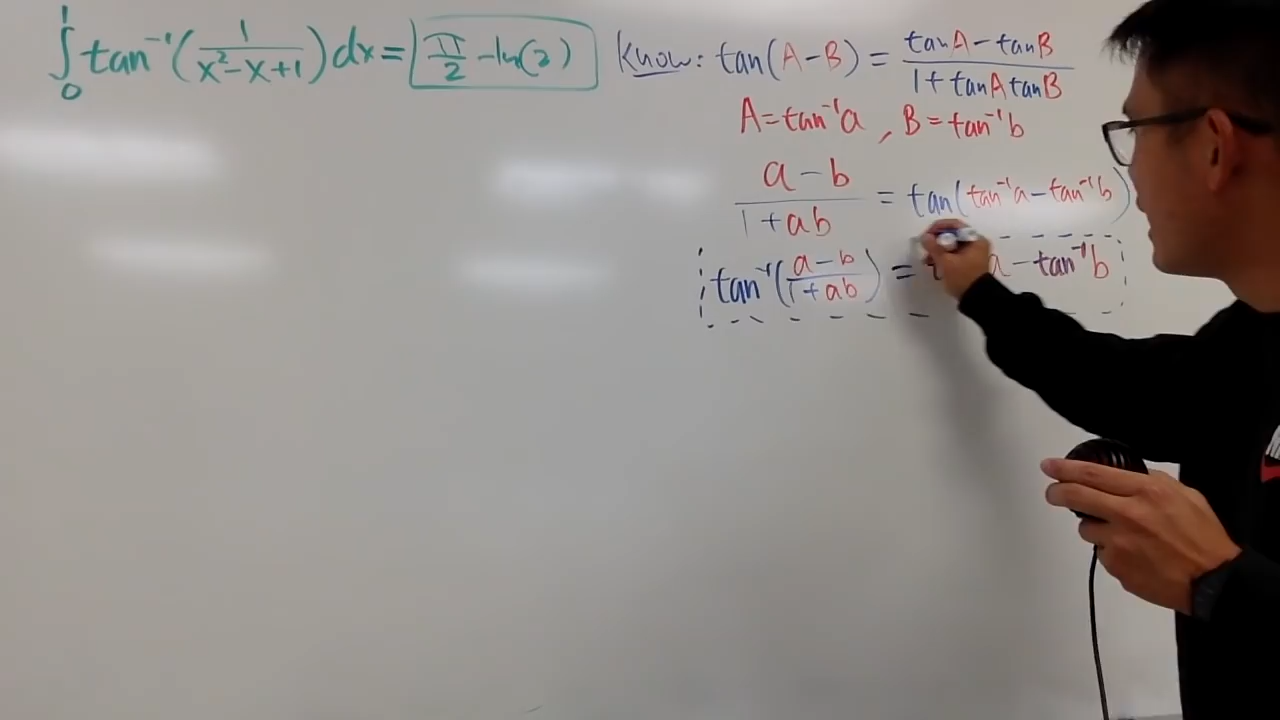 ∫₀¹ tan⁻¹(1/(x²-x+1)) dx = π/2 - ln(2)
Know: tan(A-B) = (tanA - tanB)/(1 + tanA tanB)
A = tan⁻¹a , B = tan⁻¹b
(a - b)/(1 + ab) = tan(tan⁻¹a - tan⁻¹b)
tan⁻¹((a - b)/(1 + ab)) = t a - tan⁻¹b